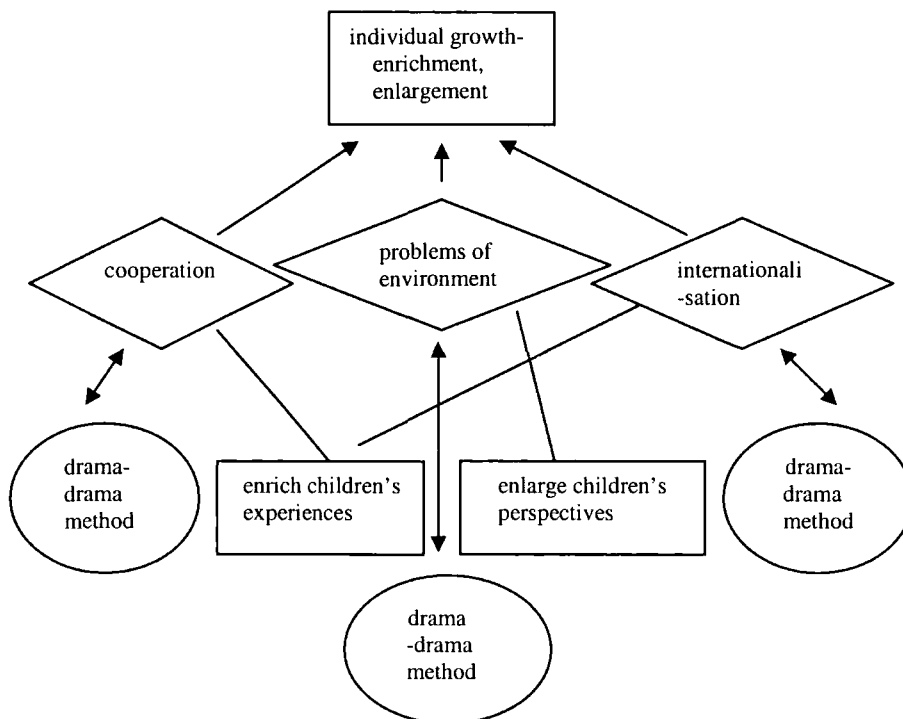 individual growth-
enrichment,
enlargement
cooperation
problems of
environment
internationali
-sation
drama-
drama
method
enrich children's
experiences
enlarge children's
perspectives
drama-
drama
method
drama
-drama
method